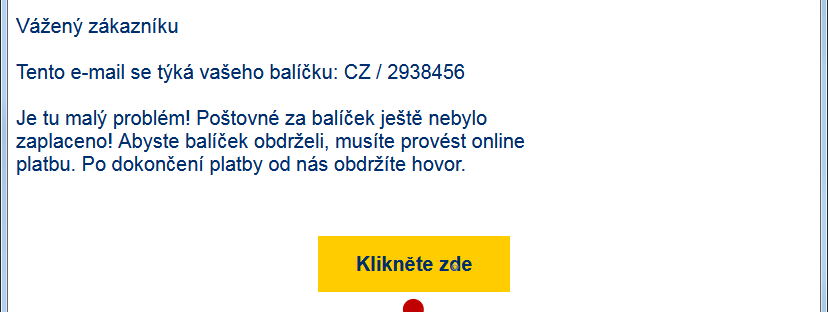 Vážený zákazníku
Tento e-mail se týká vašeho balíčku: CZ / 2938456
Je tu malý problém! Poštovné za balíček ještě nebylo
zaplaceno! Abyste balíček obdrželi, musíte provést online
platbu. Po dokončení platby od nás obdržíte hovor.
Klikněte zde